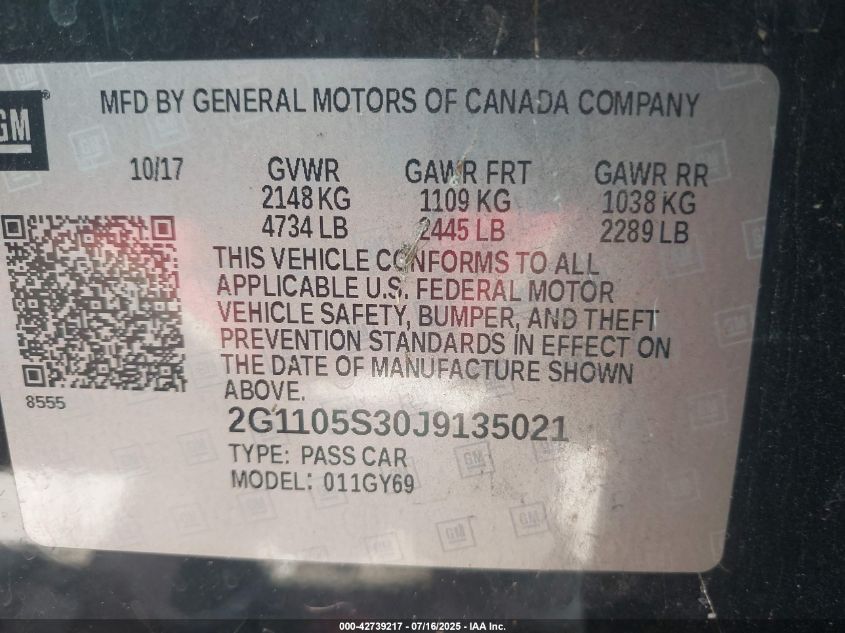 GM
MFD BY GENERAL MOTORS OF CANADA COMPANY
10/17 GVWR GAWR FRT GAWR RR
2148 KG 1109 KG 1038 KG
4734 LB 2445 LB 2289 LB
THIS VEHICLE CONFORMS TO ALL
APPLICABLE U.S. FEDERAL MOTOR
VEHICLE SAFETY, BUMPER, AND THEFT
PREVENTION STANDARDS IN EFFECT ON
THE DATE OF MANUFACTURE SHOWN
ABOVE.
8555
2G1105S30J9135021
TYPE: PASS CAR
MODEL: 011GY69
000-42739217 - 07/16/2025 - IAA Inc.